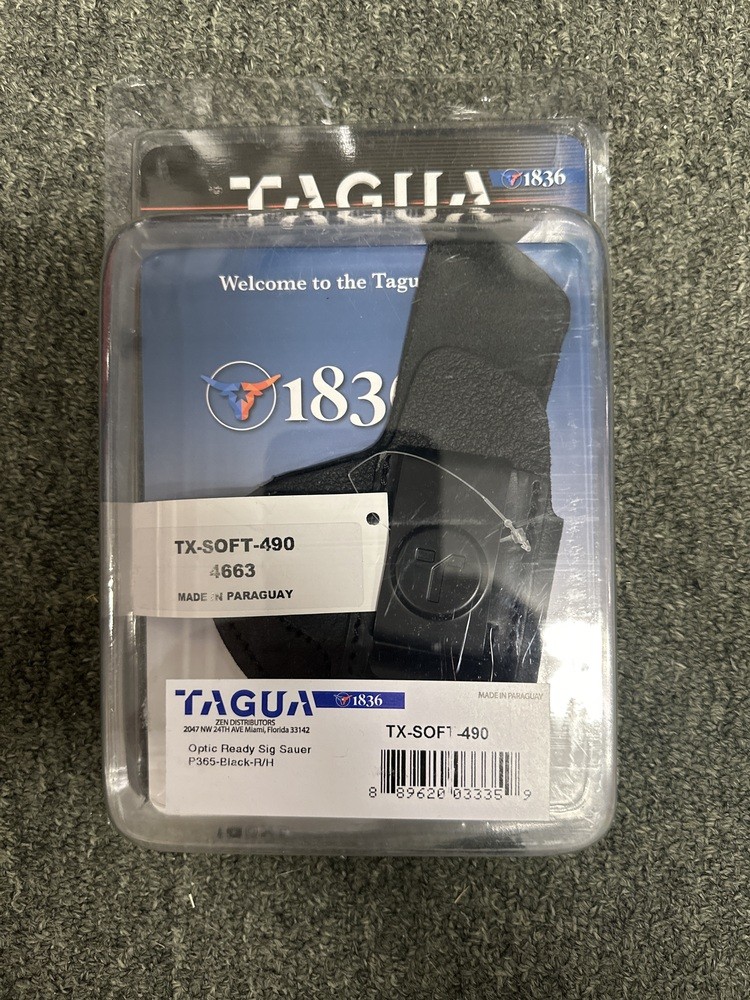 TAGUA 1836
Welcome to the Tagu
183
TX-SOFT-490
4663
MADE IN PARAGUAY
TAGUA 1836
MADE IN PARAGUAY
ZEN DISTRIBUTORS
2047 NW 24TH AVE Miami, Florida 33142
TX-SOFT-490
Optic Ready Sig Sauer
P365-Black-R/H
8 89620 03335 9